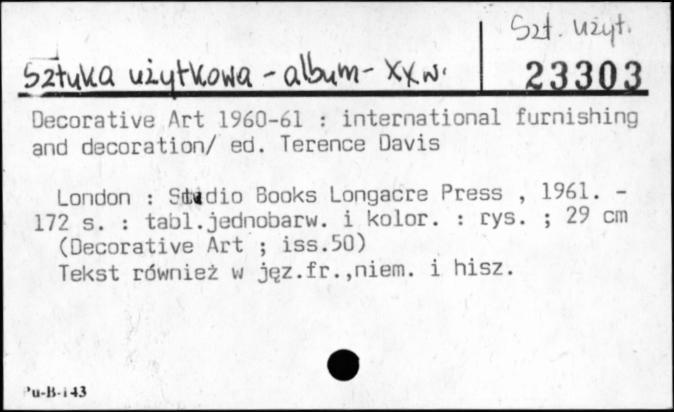 Szt. użyt.
Sztuka użytkowa - album - XX w.
23303
Decorative Art 1960-61 : international furnishing
and decoration/ ed. Terence Davis
London : Studio Books Longacre Press , 1961. -
172 s. : tabl.jednobarw. i kolor. : rys. ; 29 cm
(Decorative Art ; iss.50)
Tekst również w jęz.fr.,niem. i hisz.
Pu-B-143